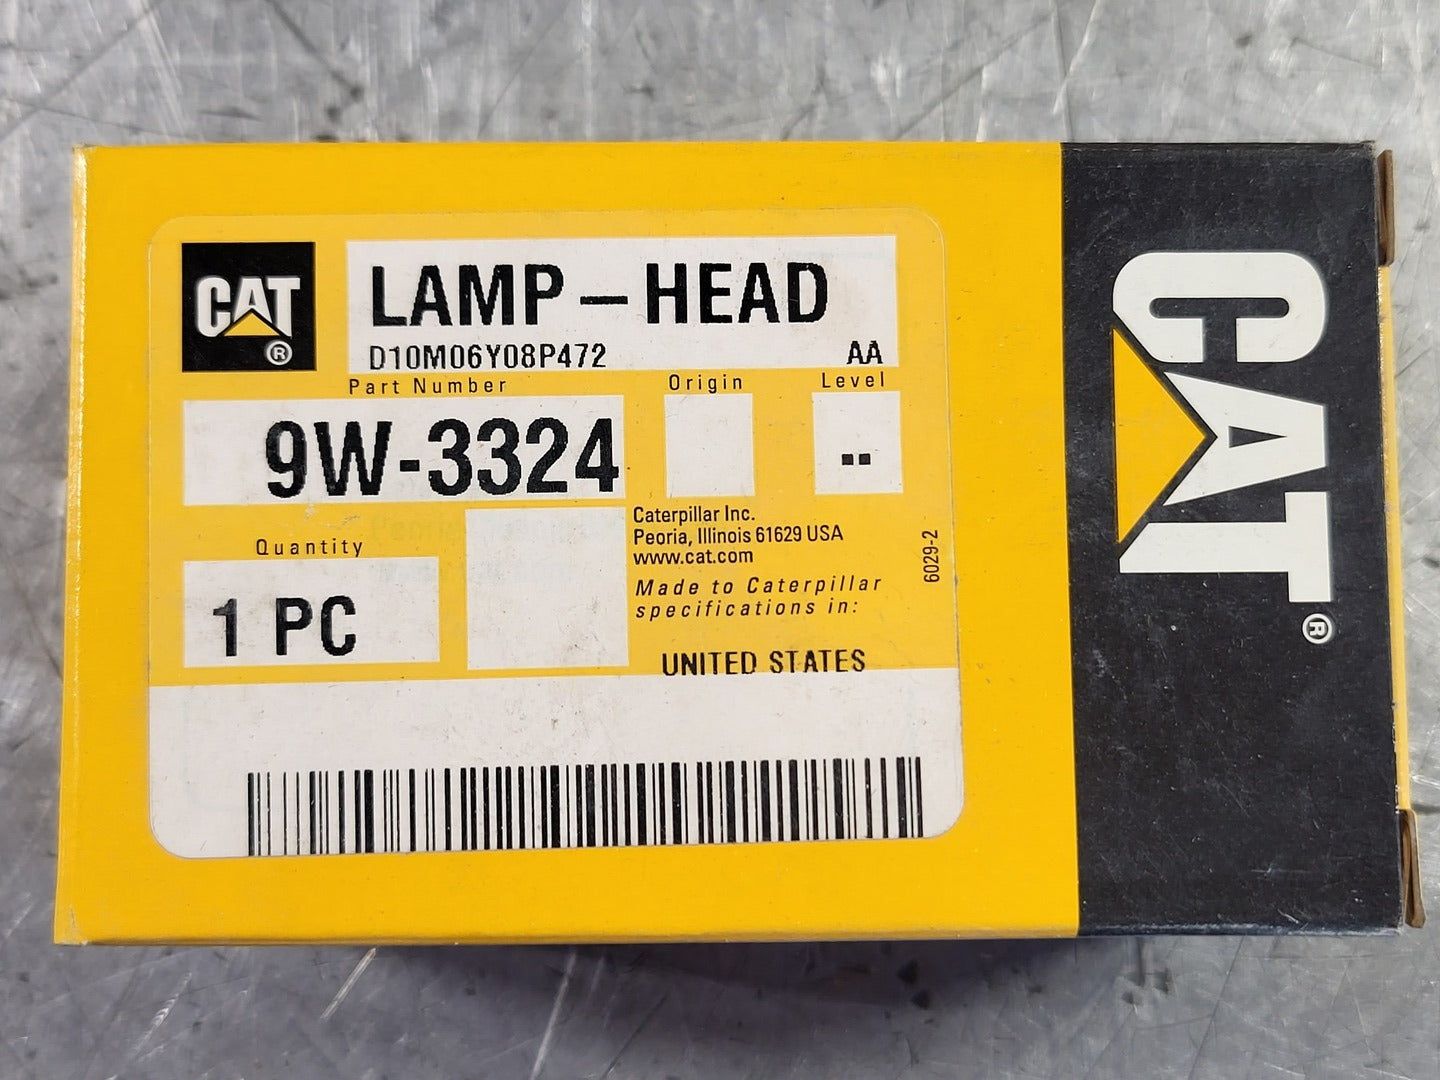 CAT
®
LAMP-HEAD
D10M06Y08P472 AA
Part Number Origin Level
9W-3324 --
Quantity
1 PC
Caterpillar Inc.
Peoria, Illinois 61629 USA
www.cat.com
Made to Caterpillar
specifications in:
UNITED STATES
6029-2
CAT®